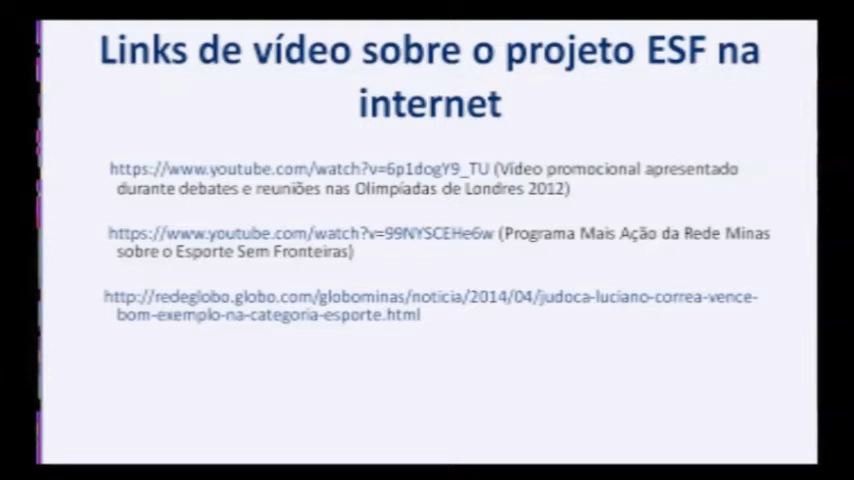 Links de vídeo sobre o projeto ESF na
internet
https://www.youtube.com/watch?v=6p1dogY9_TU (Vídeo promocional apresentado
durante debates e reuniões nas Olimpíadas de Londres 2012)
https://www.youtube.com/watch?v=99NYSCEHe6w (Programa Mais Ação da Rede Minas
sobre o Esporte Sem Fronteiras)
http://redeglobo.globo.com/globominas/noticia/2014/04/judoca-luciano-correa-vence-
bom-exemplo-na-categoria-esporte.html